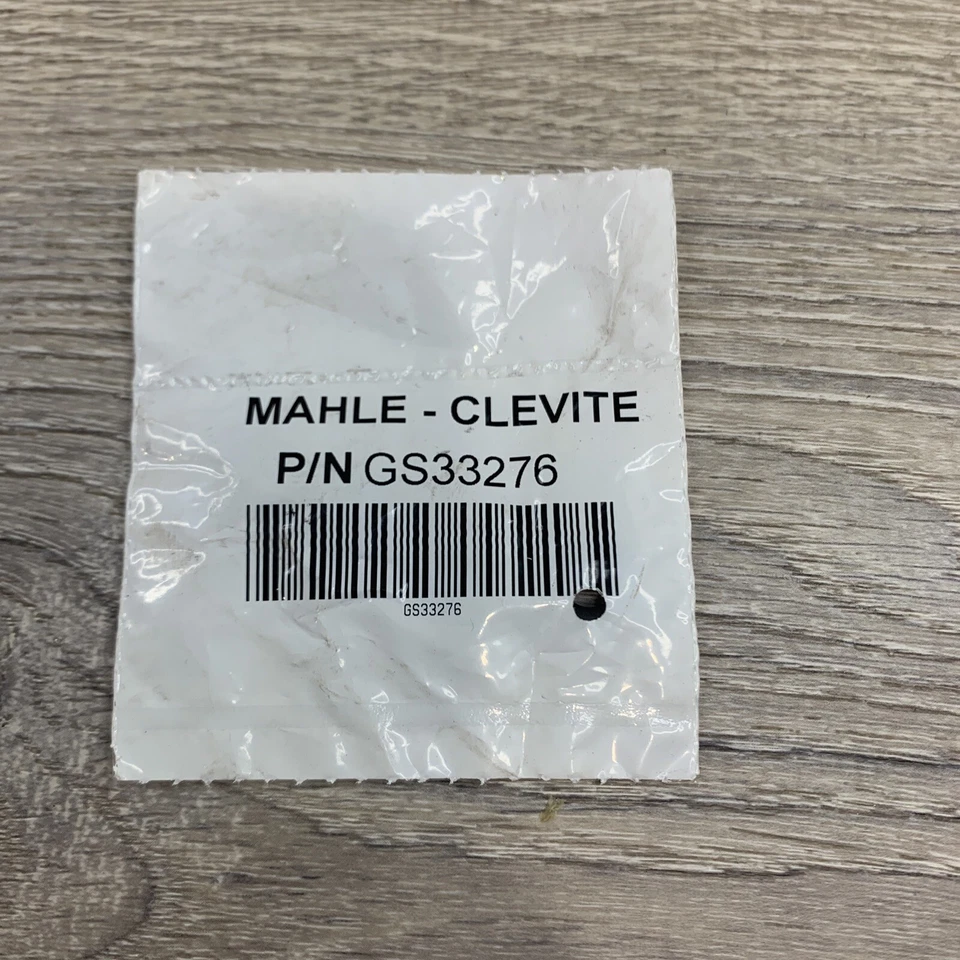 MAHLE - CLEVITE
P/N GS33276
GS33276